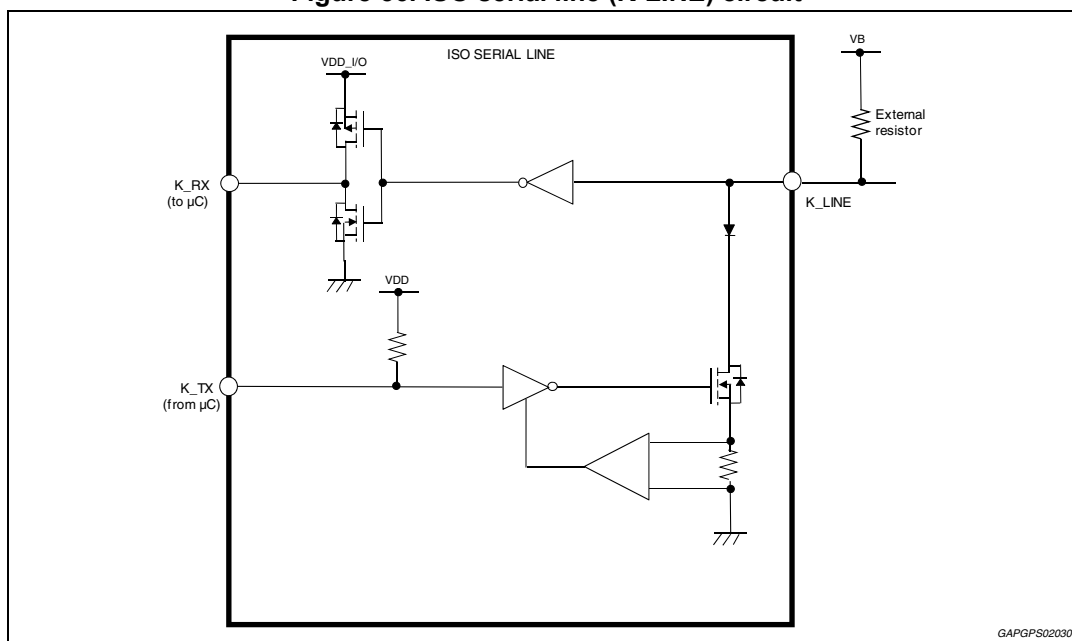 ISO SERIAL LINE
VDD_I/O
VB
External
resistor
K_RX
(to µC)
K_LINE
VDD
K_TX
(from µC)
GAPGPS02030